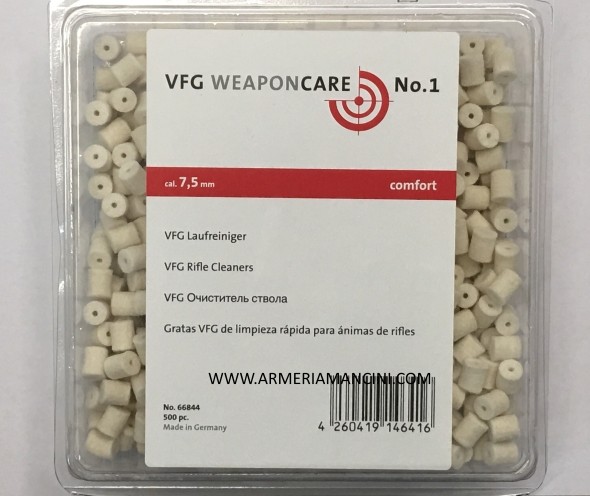 VFG WEAPONCARE No.1
cal. 7,5 mm comfort
VFG Laufreiniger
VFG Rifle Cleaners
VFG Очиститель ствола
Gratas VFG de limpieza rápida para ánimas de rifles
WWW.ARMERIAMANCINI.COM
No. 66844
500 pc.
Made in Germany
4 260419 146416